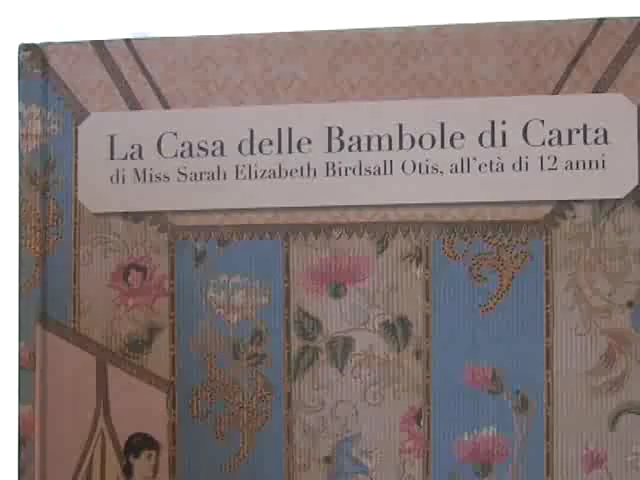 La Casa delle Bambole di Carta
di Miss Sarah Elizabeth Birdsall Otis, all'età di 12 anni